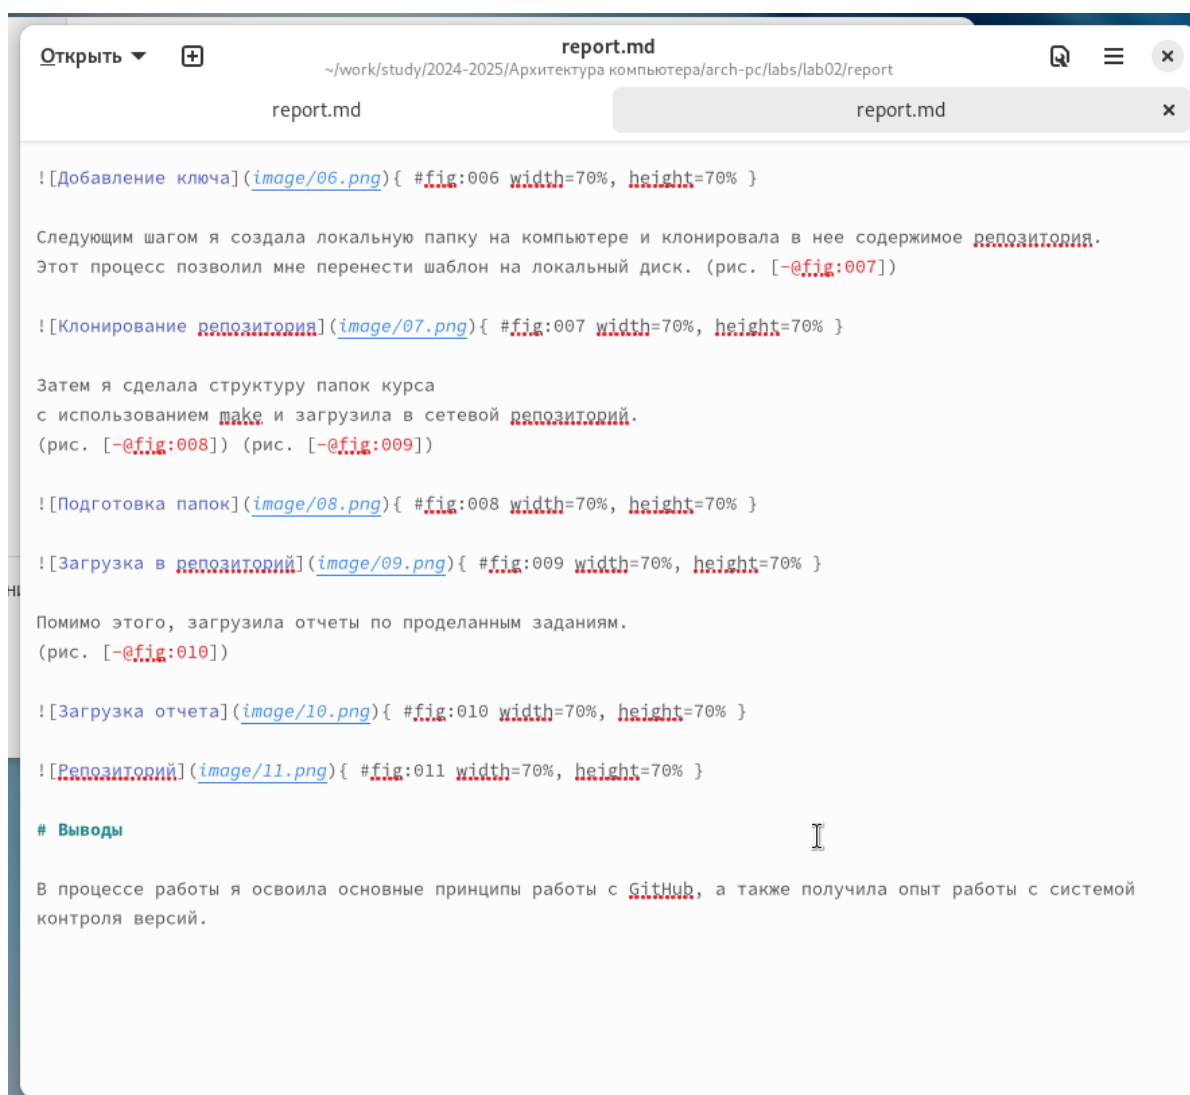 Открыть
report.md
~/work/study/2024-2025/Архитектура компьютера/arch-pc/labs/lab02/report
report.md
report.md
![Добавление ключа](image/06.png){ #fig:006 width=70%, height=70% }
Следующим шагом я создала локальную папку на компьютере и клонировала в нее содержимое репозитория.
Этот процесс позволил мне перенести шаблон на локальный диск. (рис. [-@fig:007])
![Клонирование репозитория](image/07.png){ #fig:007 width=70%, height=70% }
Затем я сделала структуру папок курса
с использованием make и загрузила в сетевой репозиторий.
(рис. [-@fig:008]) (рис. [-@fig:009])
![Подготовка папок](image/08.png){ #fig:008 width=70%, height=70% }
![Загрузка в репозиторий](image/09.png){ #fig:009 width=70%, height=70% }
Помимо этого, загрузила отчеты по проделанным заданиям.
(рис. [-@fig:010])
![Загрузка отчета](image/10.png){ #fig:010 width=70%, height=70% }
![Репозиторий](image/11.png){ #fig:011 width=70%, height=70% }
# Выводы
В процессе работы я освоила основные принципы работы с GitHub, а также получила опыт работы с системой
контроля версий.